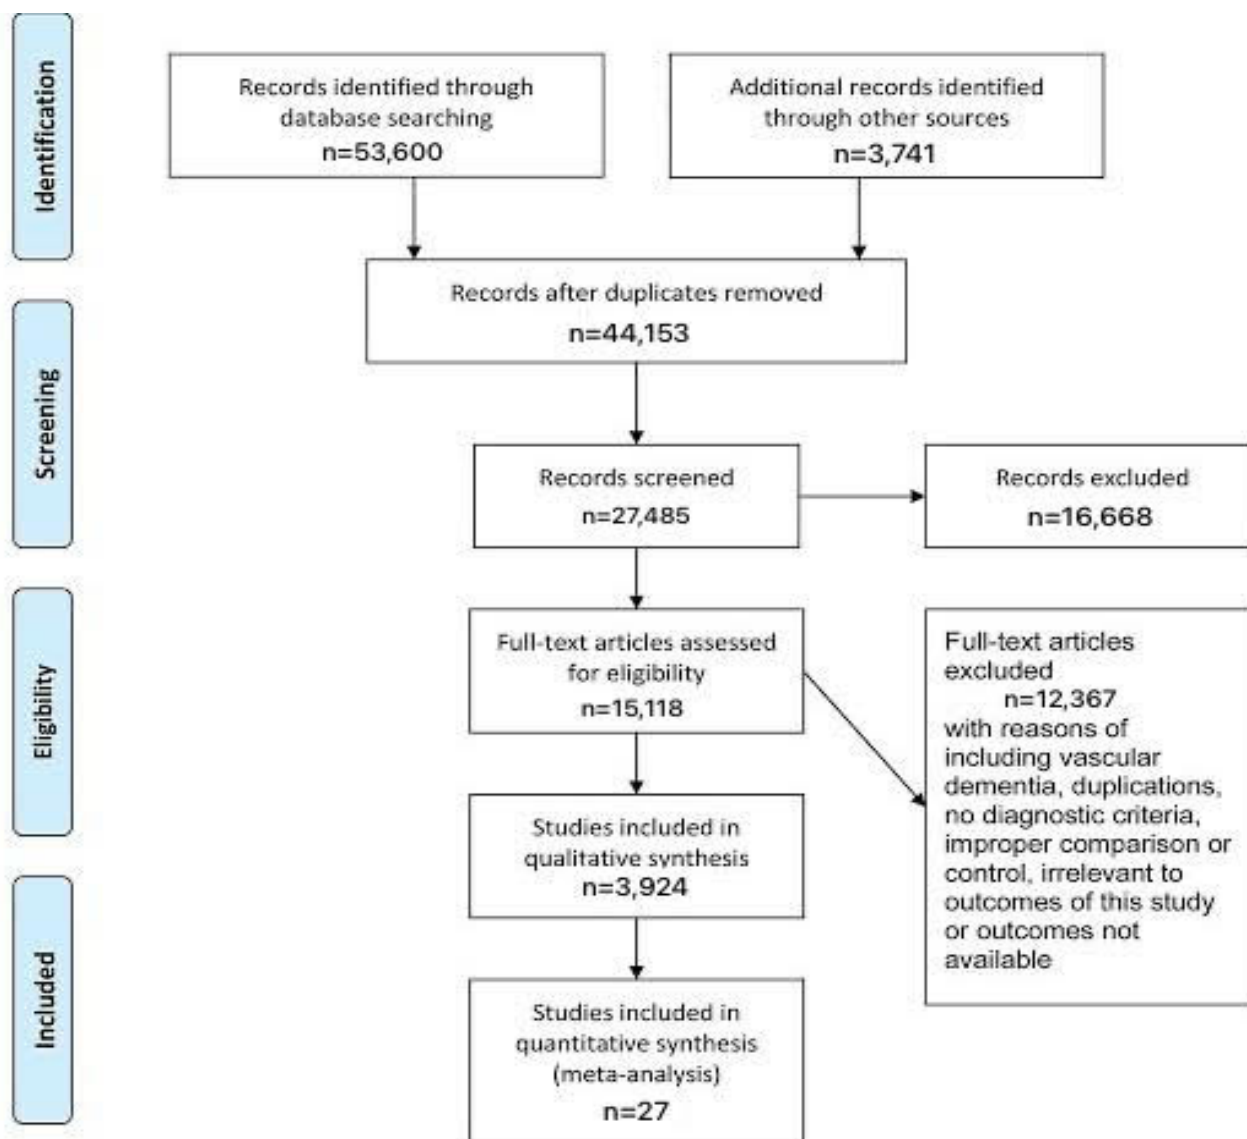 Identification
Records identified through
database searching
n=53,600
Additional records identified
through other sources
n=3,741
Records after duplicates removed
n=44,153
Screening
Records screened
n=27,485
Records excluded
n=16,668
Eligibility
Full-text articles assessed
for eligibility
n=15,118
Full-text articles
excluded
n=12,367
with reasons of
including vascular
dementia, duplications,
no diagnostic criteria,
improper comparison or
control, irrelevant to
outcomes of this study
or outcomes not
available
Studies included in
qualitative synthesis
n=3,924
Included
Studies included in
quantitative synthesis
(meta-analysis)
n=27